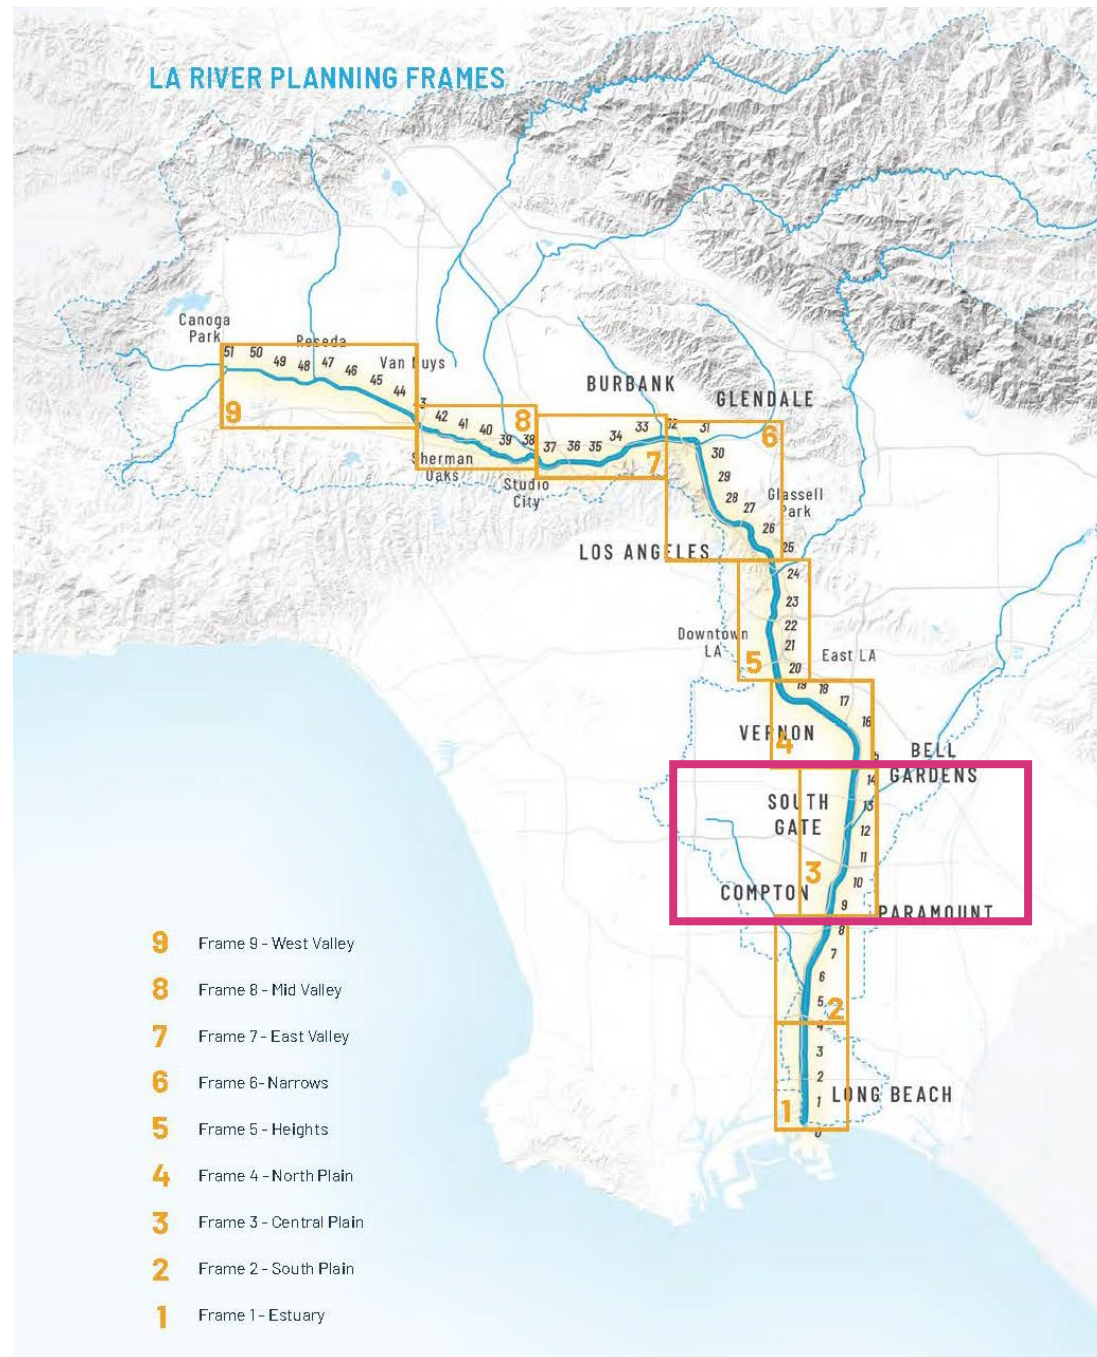 LA RIVER PLANNING FRAMES
Canoga
Park
Reseda
Van Nuys
51 50 49 48 47 46 45 44 43
9
BURBANK
GLENDALE
42 41 40 39 38
8
37 36 35 34 33 32
7
31
6
30
29
28
27
26
25
Sherman
Oaks
Studio
City
Glassell
Park
LOS ANGELES
24
23
22
21
20
Downtown
LA
5
East LA
19 18 17
16
VERNON
4
BELL
GARDENS
14
13
12
11
10
9
SOUTH
GATE
3
COMPTON
PARAMOUNT
8
7
6
5
2
4
3
2
1
LONG BEACH
1
0
9 Frame 9 - West Valley
8 Frame 8 - Mid Valley
7 Frame 7 - East Valley
6 Frame 6- Narrows
5 Frame 5 - Heights
4 Frame 4 - North Plain
3 Frame 3 - Central Plain
2 Frame 2 - South Plain
1 Frame 1 - Estuary